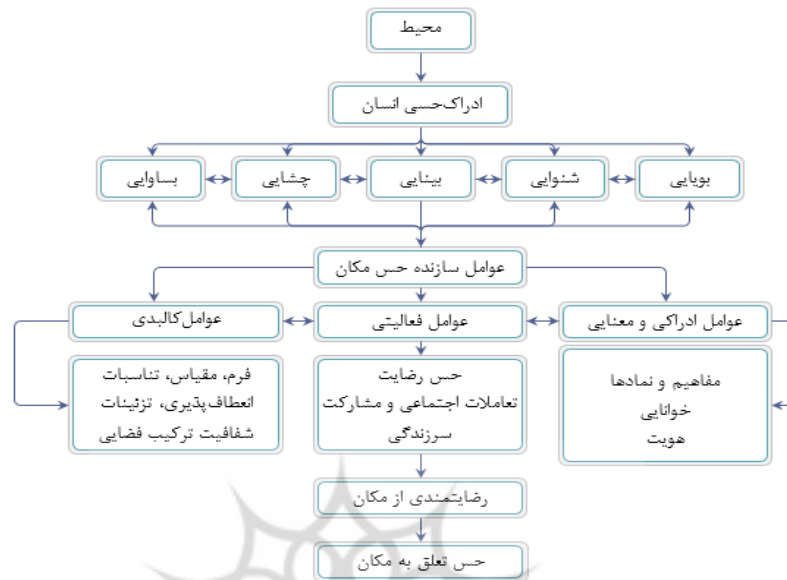 محیط
ادراک‌حسی انسان
بویایی
شنوایی
بینایی
چشایی
بساوایی
عوامل سازنده حس مکان
عوامل ادراکی و معنایی
عوامل فعالیتی
عوامل‌کالبدی
مفاهیم و نمادها
خوانایی
هویت
حس رضایت
تعاملات اجتماعی و مشارکت
سرزندگی
فرم، مقیاس، تناسبات
انعطاف‌پذیری، تزئینات
شفافیت ترکیب فضایی
رضایتمندی از مکان
حس تعلق به مکان